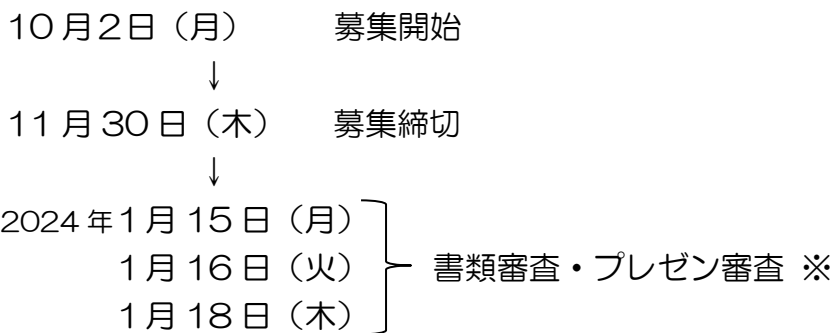 10月2日（月） 募集開始
↓
11月30日（木） 募集締切
↓
2024年1月15日（月）
1月16日（火） 書類審査・プレゼン審査 ※
1月18日（木）